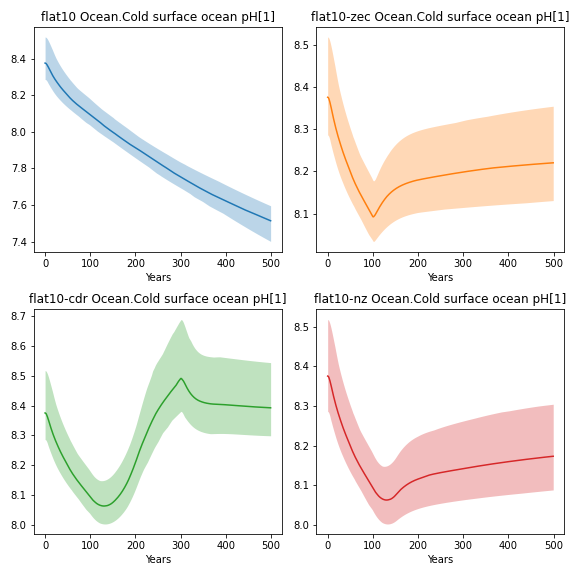 flat10 Ocean.Cold surface ocean pH[1]
8.4
8.2
8.0
7.8
7.6
7.4
0 100 200 300 400 500
Years
flat10-zec Ocean.Cold surface ocean pH[1]
8.5
8.4
8.3
8.2
8.1
0 100 200 300 400 500
Years
flat10-cdr Ocean.Cold surface ocean pH[1]
8.7
8.6
8.5
8.4
8.3
8.2
8.1
8.0
0 100 200 300 400 500
Years
flat10-nz Ocean.Cold surface ocean pH[1]
8.5
8.4
8.3
8.2
8.1
8.0
0 100 200 300 400 500
Years